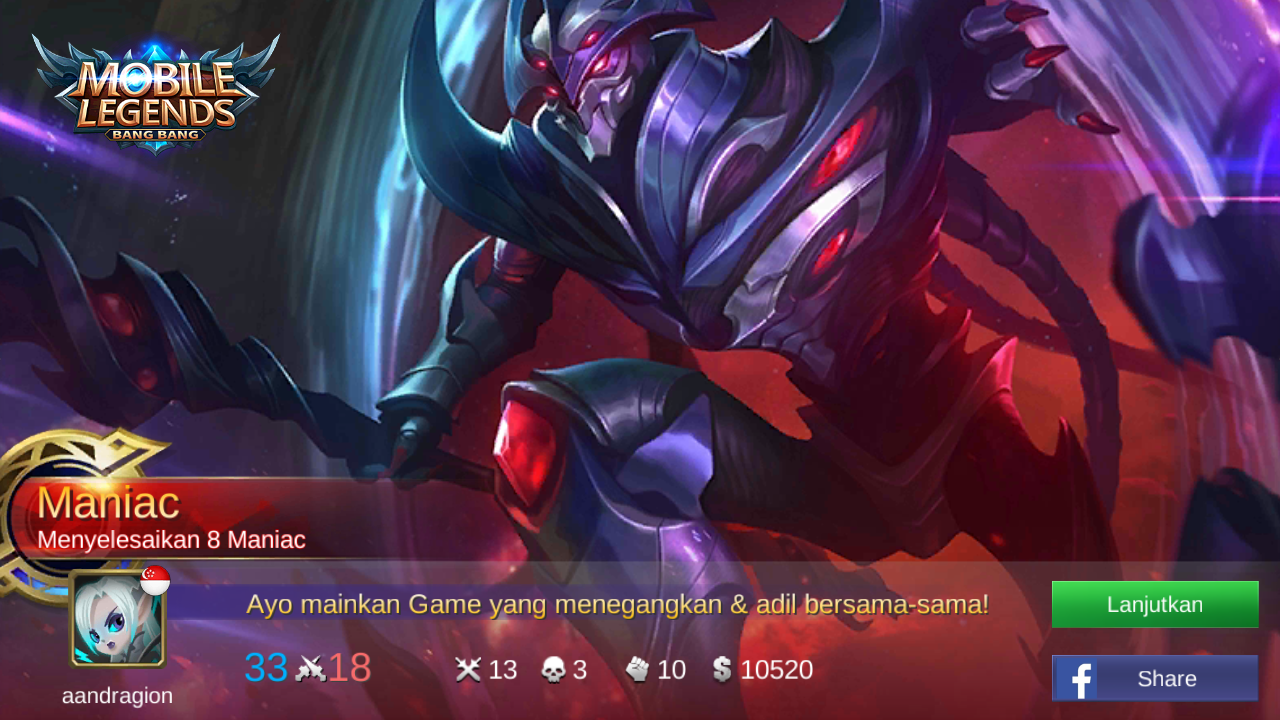 MOBILE
LEGENDS
BANG BANG
Maniac
Menyelesaikan 8 Maniac
Ayo mainkan Game yang menegangkan & adil bersama-sama!
Lanjutkan
33 18 13 3 10 $ 10520
f Share
aandragion